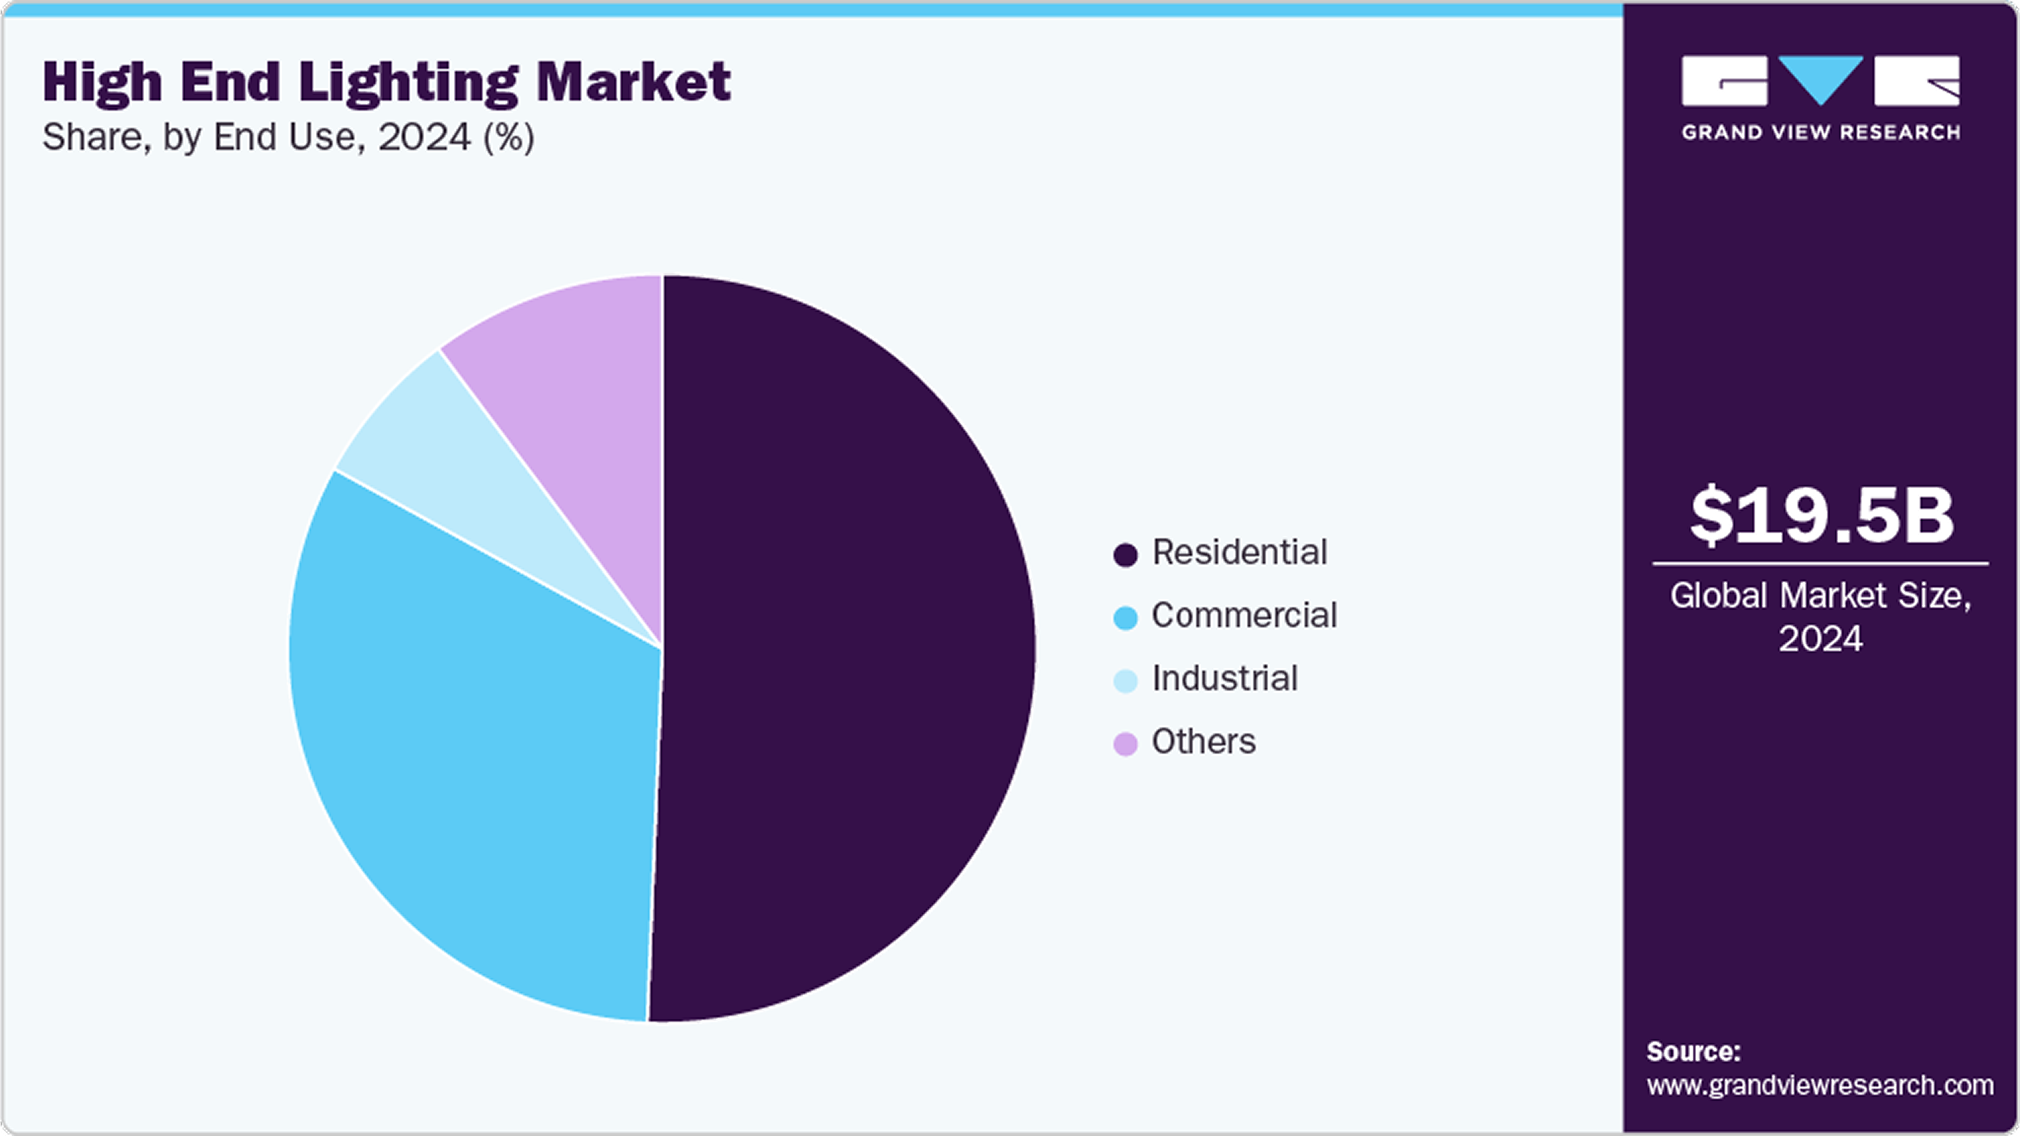 High End Lighting Market
Share, by End Use, 2024 (%)
Residential
Commercial
Industrial
Others
GRAND VIEW RESEARCH
$19.5B
Global Market Size,
2024
Source:
www.grandviewresearch.com